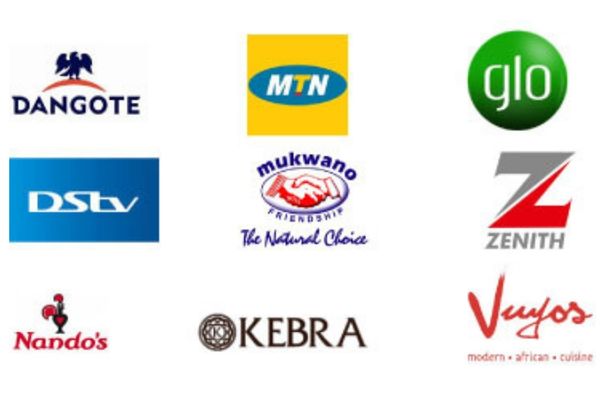 DANGOTE
MTN
glo
DStv
mukwano
FRIENDSHIP
The Natural Choice
Z
ZENITH
Nando's
K
KEBRA
Vuyos
modern • african • cuisine